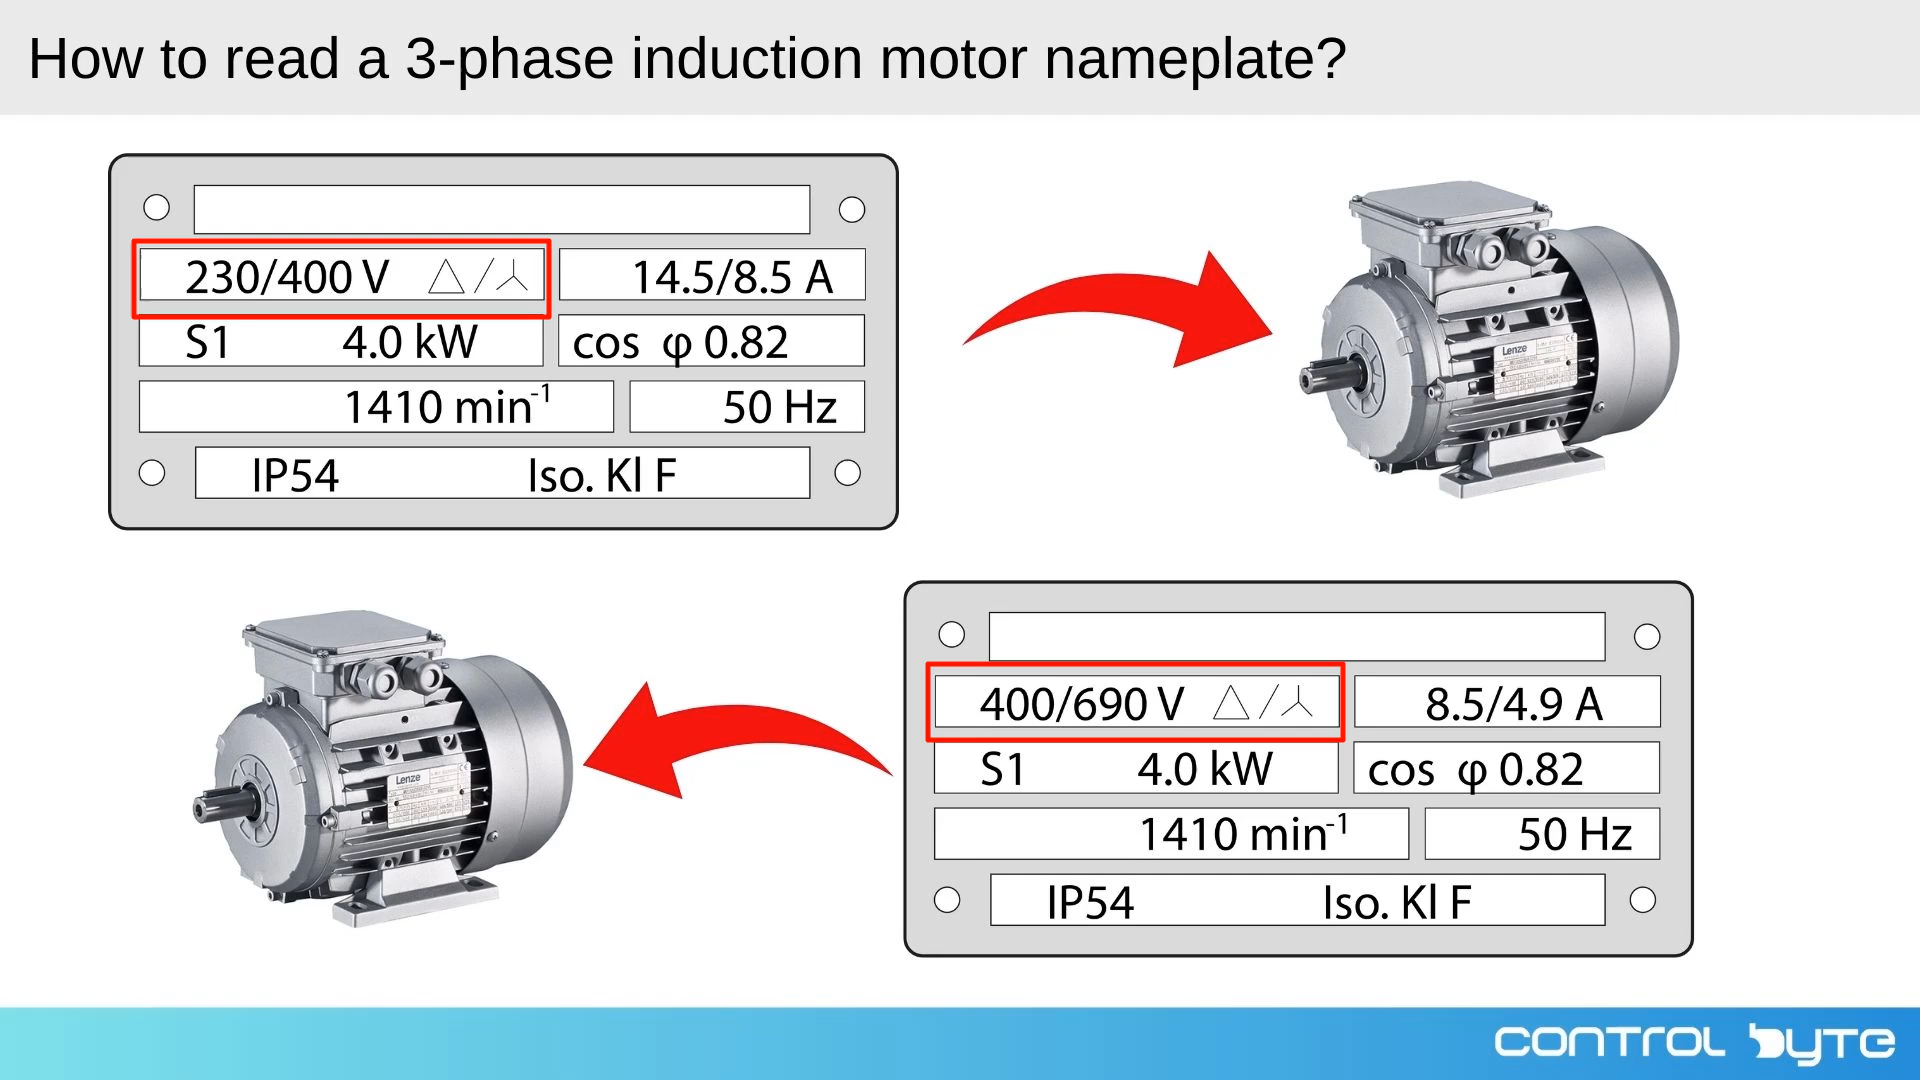 How to read a 3-phase induction motor nameplate?
230/400 V △/⅄ 14.5/8.5 A
S1 4.0 kW cos φ 0.82
1410 min⁻¹ 50 Hz
IP54 Iso. Kl F
Lenze
400/690 V △/⅄ 8.5/4.9 A
S1 4.0 kW cos φ 0.82
1410 min⁻¹ 50 Hz
IP54 Iso. Kl F
Lenze
CONTROL BYTE